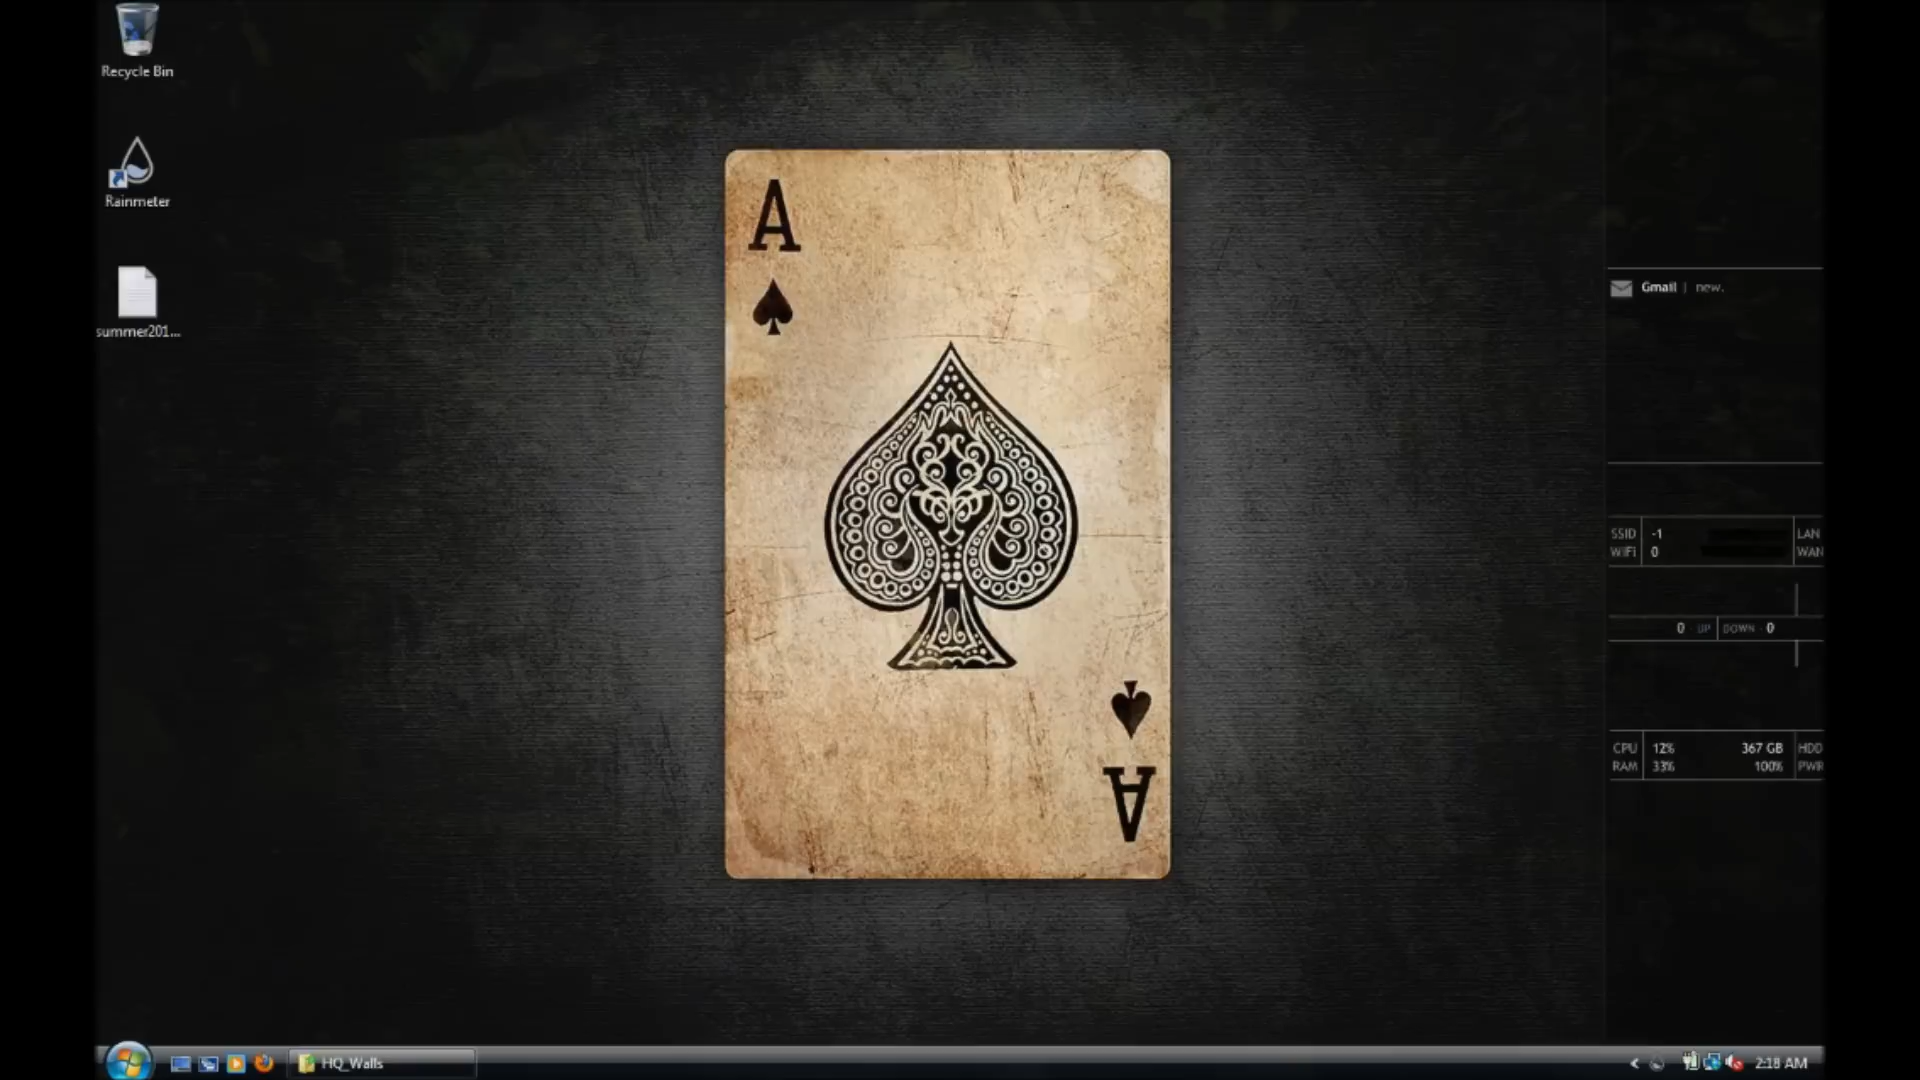 Recycle Bin
Rainmeter
summer201...
A
A
Gmail | new.
SSID -1 LAN
WiFi 0 WAN
0 UP DOWN 0
CPU 12% 367 GB HDD
RAM 33% 100% PWR
HQ_Walls
2:18 AM